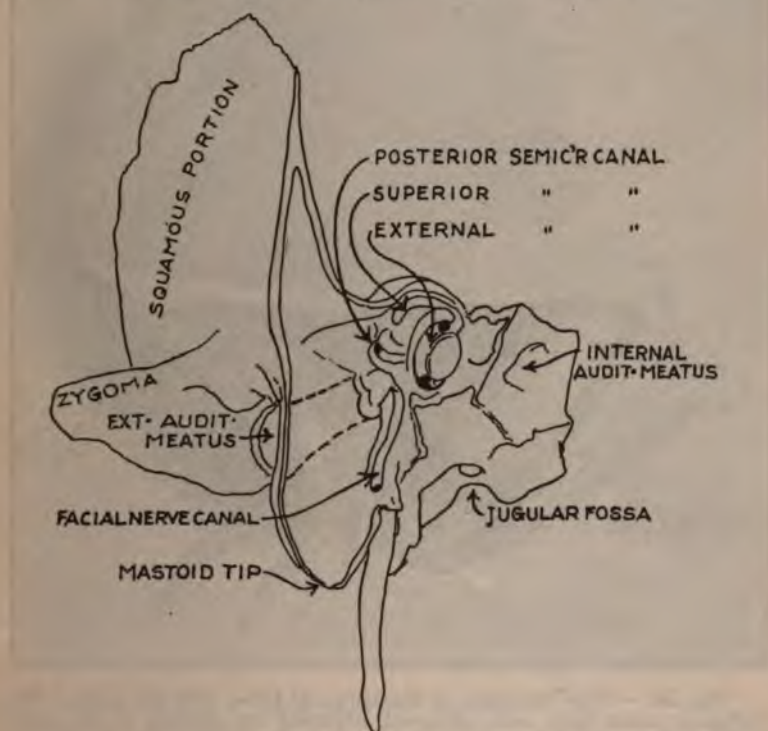 SQUAMOUS PORTION
POSTERIOR SEMIC'R CANAL
SUPERIOR " "
EXTERNAL " "
ZYGOMA
EXT· AUDIT·
MEATUS
INTERNAL
AUDIT·MEATUS
FACIAL NERVE CANAL
JUGULAR FOSSA
MASTOID TIP